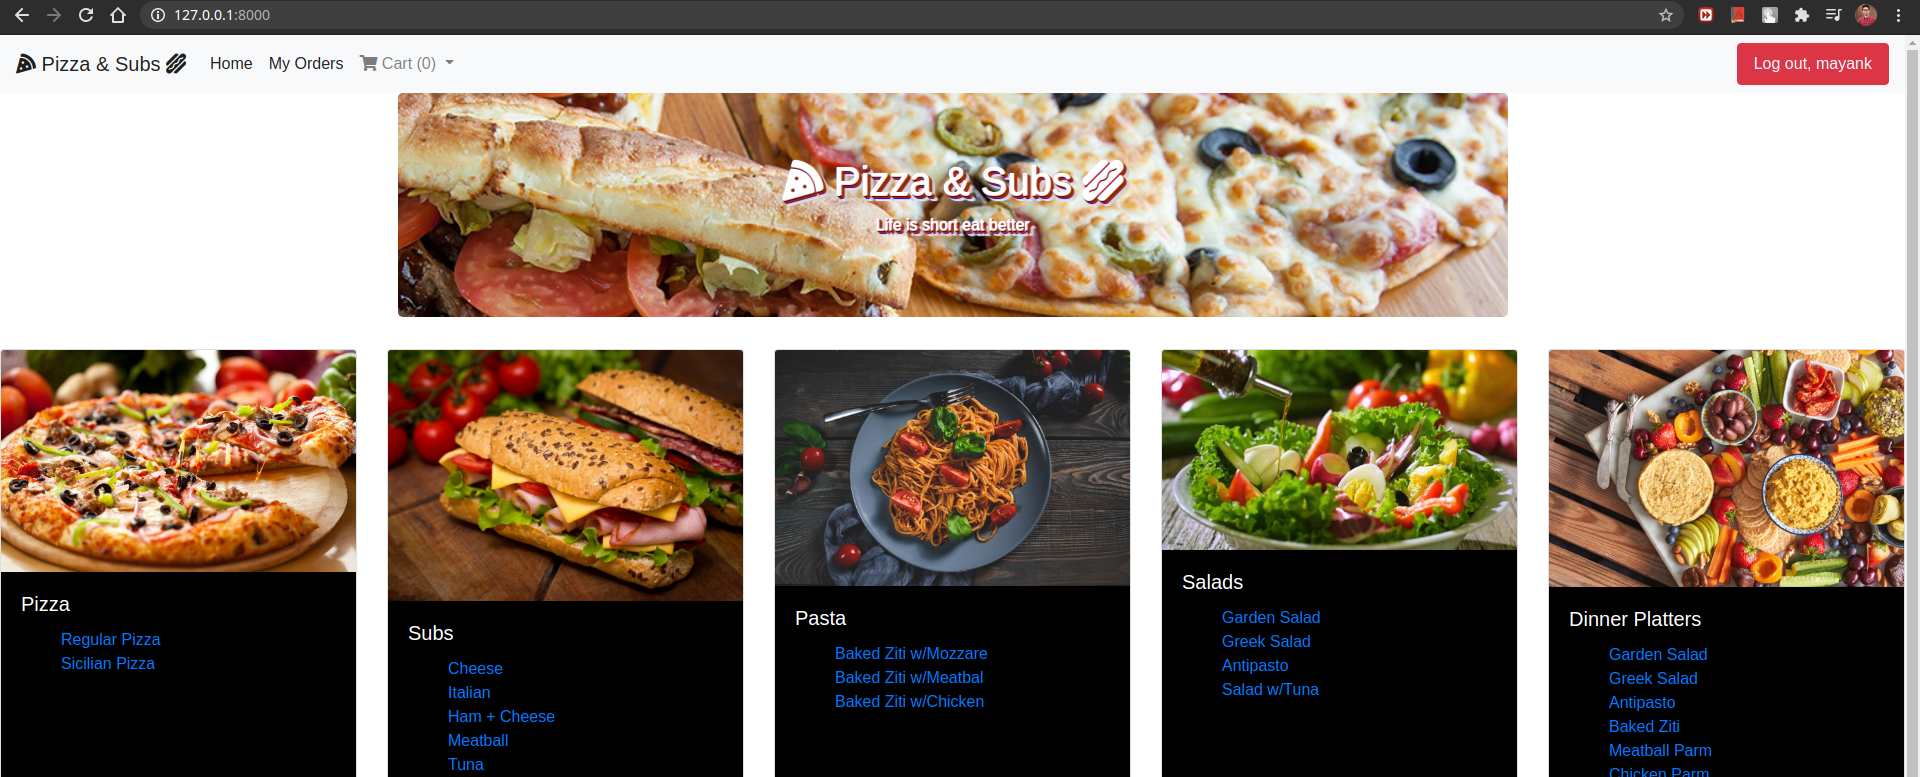 127.0.0.1:8000
Pizza & Subs
Home
My Orders
Cart (0)
Log out, mayank
Pizza & Subs
Life is short eat better
Pizza
Regular Pizza
Sicilian Pizza
Subs
Cheese
Italian
Ham + Cheese
Meatball
Tuna
Pasta
Baked Ziti w/Mozzare
Baked Ziti w/Meatbal
Baked Ziti w/Chicken
Salads
Garden Salad
Greek Salad
Antipasto
Salad w/Tuna
Dinner Platters
Garden Salad
Greek Salad
Antipasto
Baked Ziti
Meatball Parm
Chicken Parm